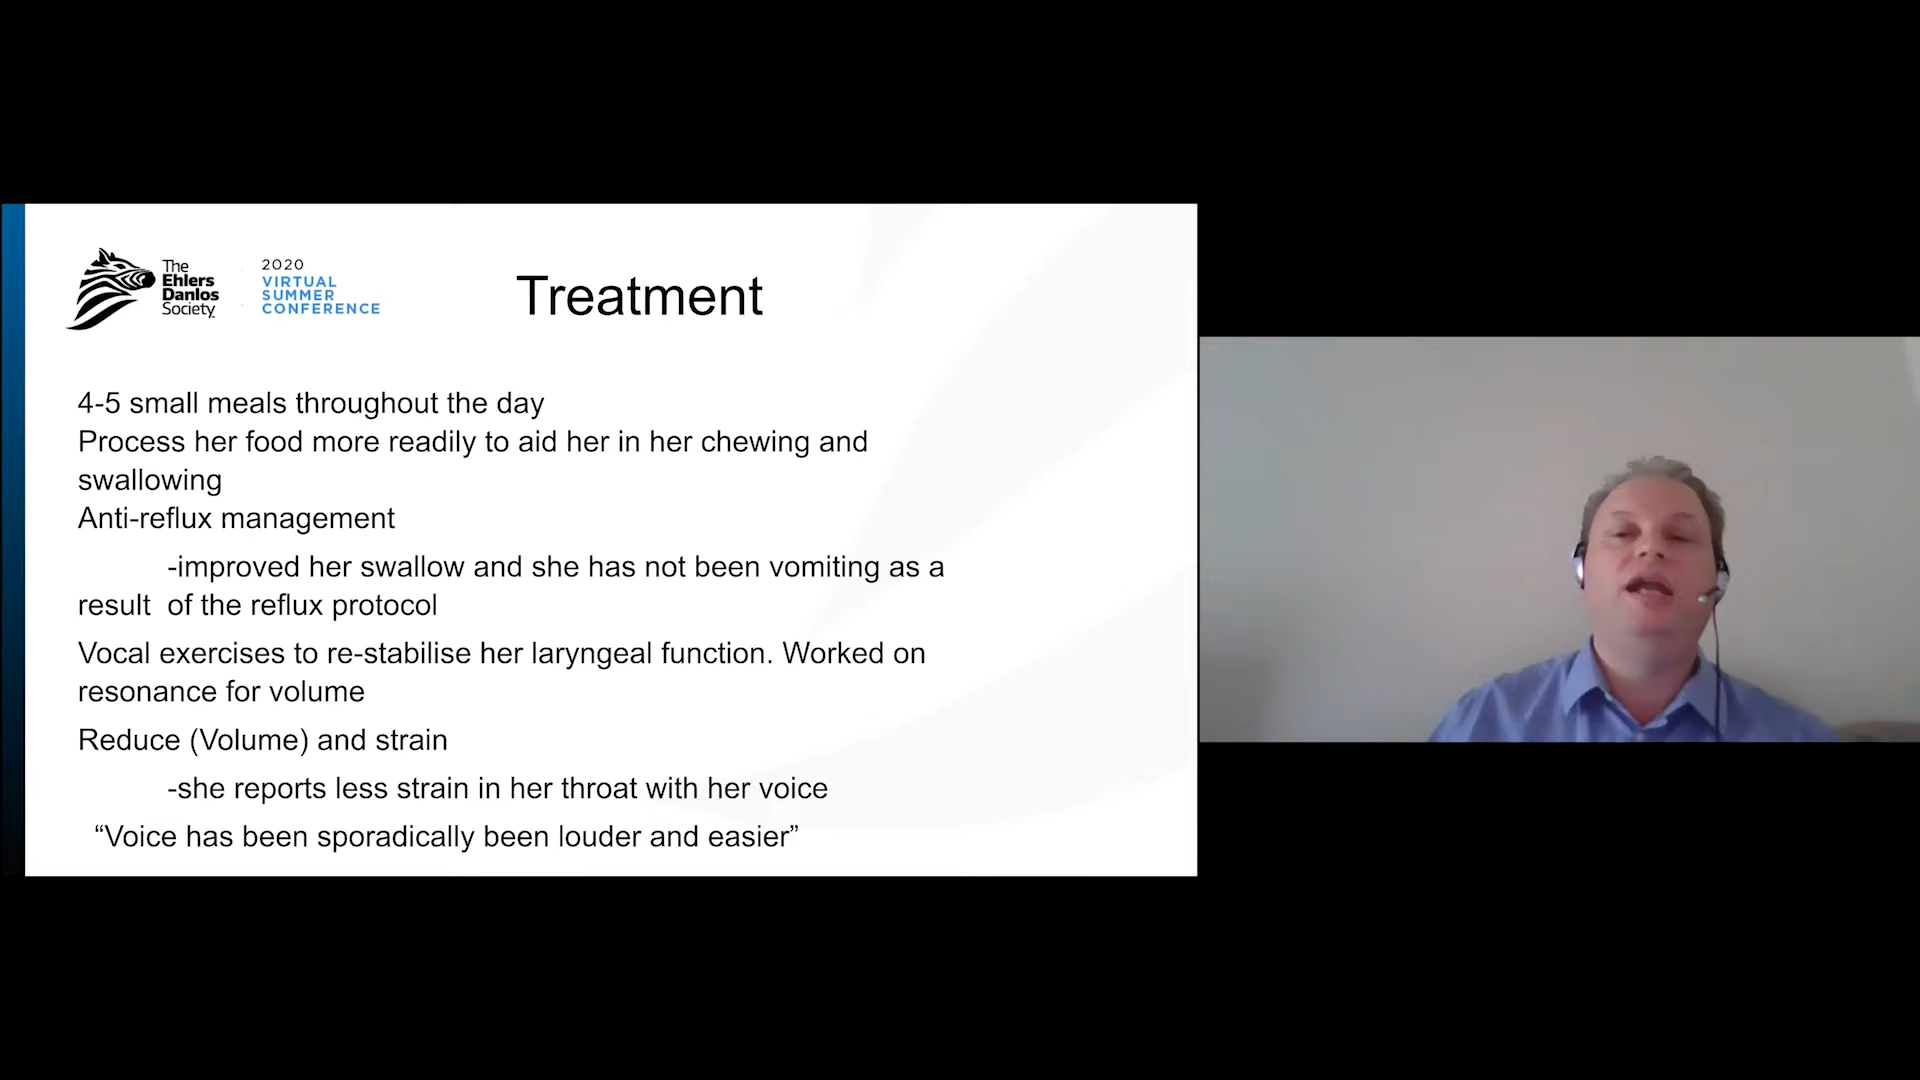 The
Ehlers
Danlos
Society
2020
VIRTUAL
SUMMER
CONFERENCE
Treatment
4-5 small meals throughout the day
Process her food more readily to aid her in her chewing and
swallowing
Anti-reflux management
-improved her swallow and she has not been vomiting as a
result of the reflux protocol
Vocal exercises to re-stabilise her laryngeal function. Worked on
resonance for volume
Reduce (Volume) and strain
-she reports less strain in her throat with her voice
“Voice has been sporadically been louder and easier”